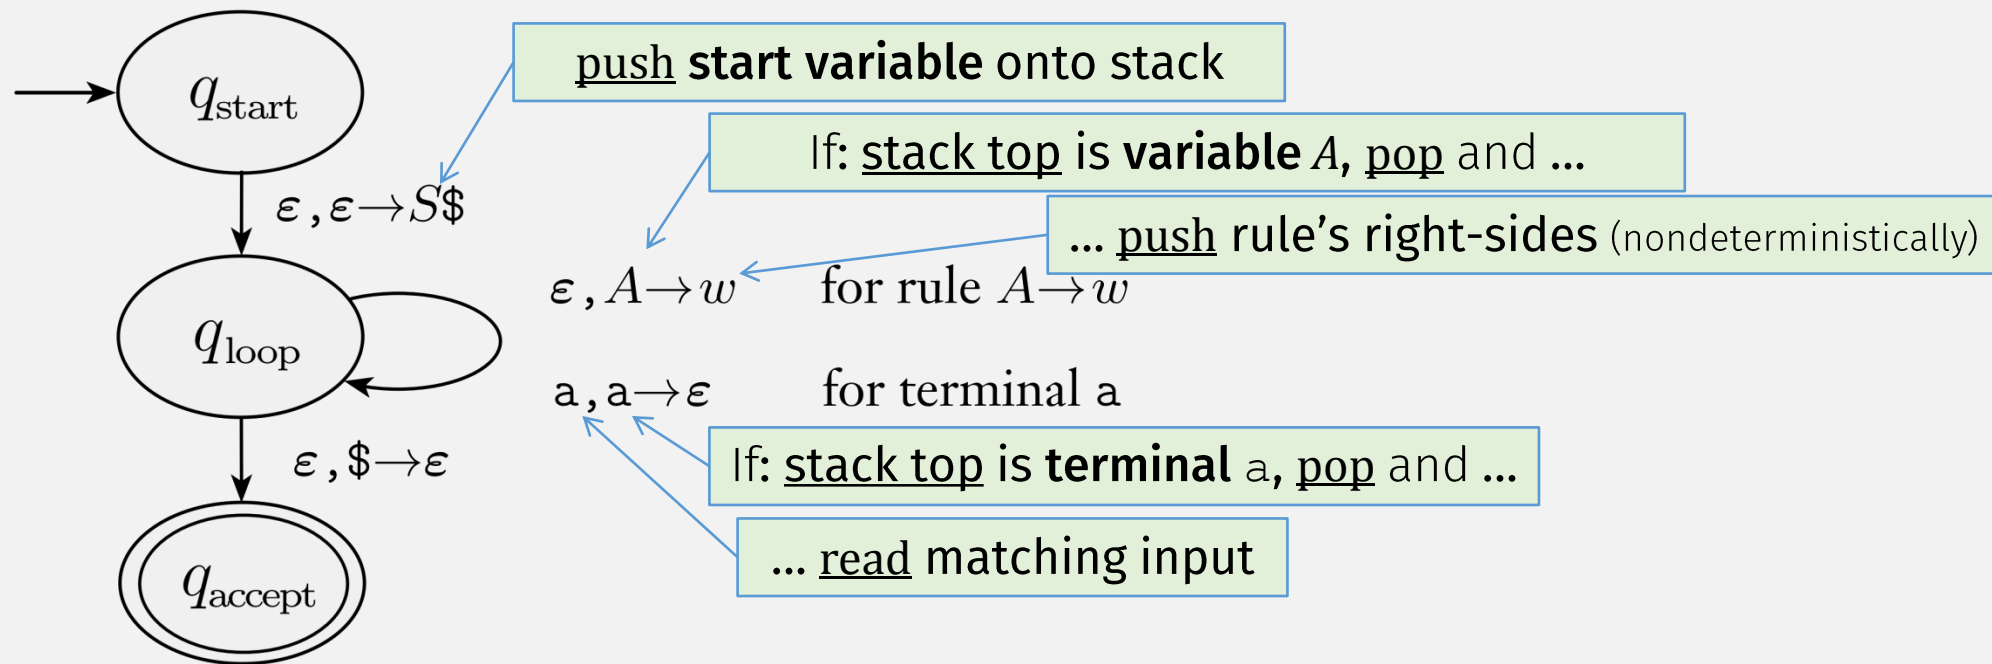 q_start
push start variable onto stack
If: stack top is variable A, pop and ...
ε,ε→S$
... push rule’s right-sides (nondeterministically)
ε,A→w for rule A→w
q_loop
a,a→ε for terminal a
ε,$→ε
If: stack top is terminal a, pop and ...
... read matching input
q_accept